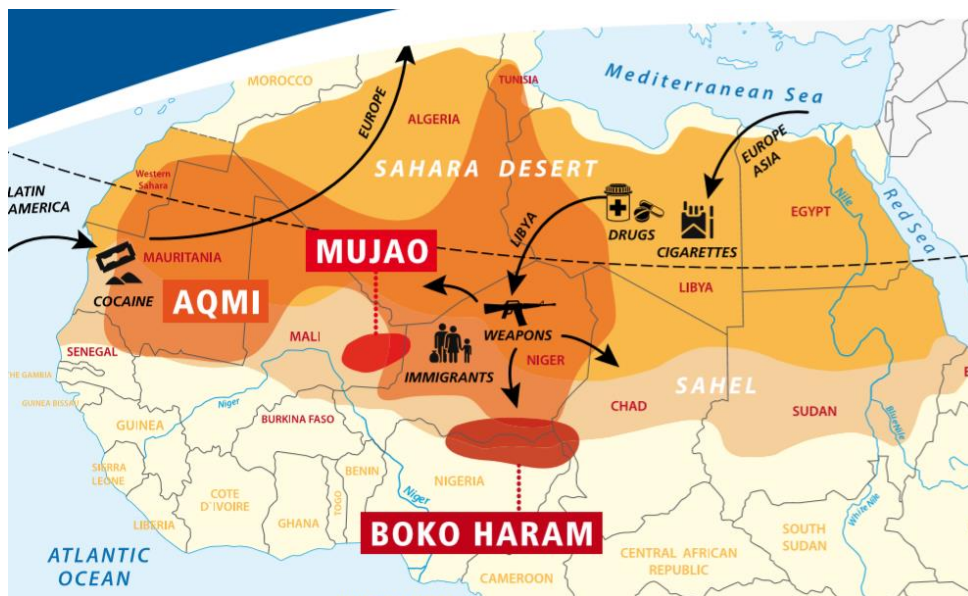 MOROCCO
TUNISIA
Mediterranean Sea
EUROPE
ALGERIA
EUROPE
ASIA
SAHARA DESERT
Western
Sahara
LATIN
AMERICA
Nile
Red Sea
EGYPT
DRUGS
CIGARETTES
LIBYA
MUJAO
MAURITANIA
LIBYA
COCAINE
AQMI
WEAPONS
MALI
SENEGAL
NIGER
IMMIGRANTS
SAHEL
THE GAMBIA
GUINEA BISSAU
Niger
CHAD
SUDAN
BURKINA FASO
GUINEA
Bluenile
SIERRA
LEONE
BENIN
NIGERIA
COTE
D'IVOIRE
TOGO
Niger
GHANA
LIBERIA
White Nile
BOKO HARAM
SOUTH
SUDAN
ATLANTIC
OCEAN
CENTRAL AFRICAN
REPUBLIC
CAMEROON